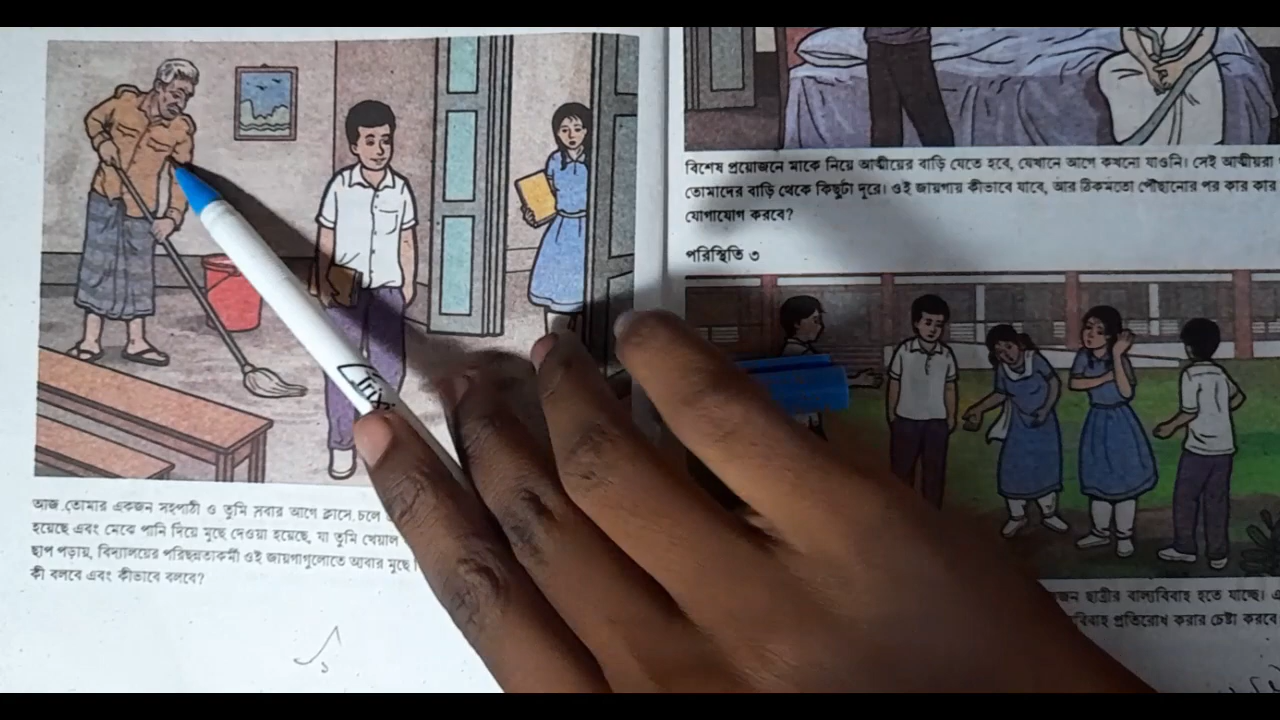 আজ তোমার একজন সহপাঠী ও তুমি সবার আগে ক্লাসে চলে
হয়েছে এবং মেঝে পানি দিয়ে মুছে দেওয়া হয়েছে, যা তুমি খেয়াল
ছাপ পড়ায়, বিদ্যালয়ের পরিচ্ছন্নতাকর্মী ওই জায়গাগুলোতে আবার মুছে
কী বলবে এবং কীভাবে বলবে?
বিশেষ প্রয়োজনে মাকে নিয়ে আত্মীয়ের বাড়ি যেতে হবে, যেখানে আগে কখনো যাওনি। সেই আত্মীয়রা
তোমাদের বাড়ি থেকে কিছুটা দূরে। ওই জায়গায় কীভাবে যাবে, আর ঠিকমতো পৌঁছানোর পর কার কার
যোগাযোগ করবে?
পরিস্থিতি ৩
ছাত্রীর বাল্যবিবাহ হতে যাচ্ছে।
প্রতিরোধ করার চেষ্টা করবে